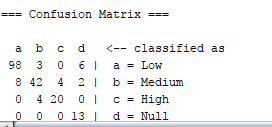 === Confusion Matrix ===
a b c d <-- classified as
98 3 0 6 | a = Low
8 42 4 2 | b = Medium
0 4 20 0 | c = High
0 0 0 13 | d = Null